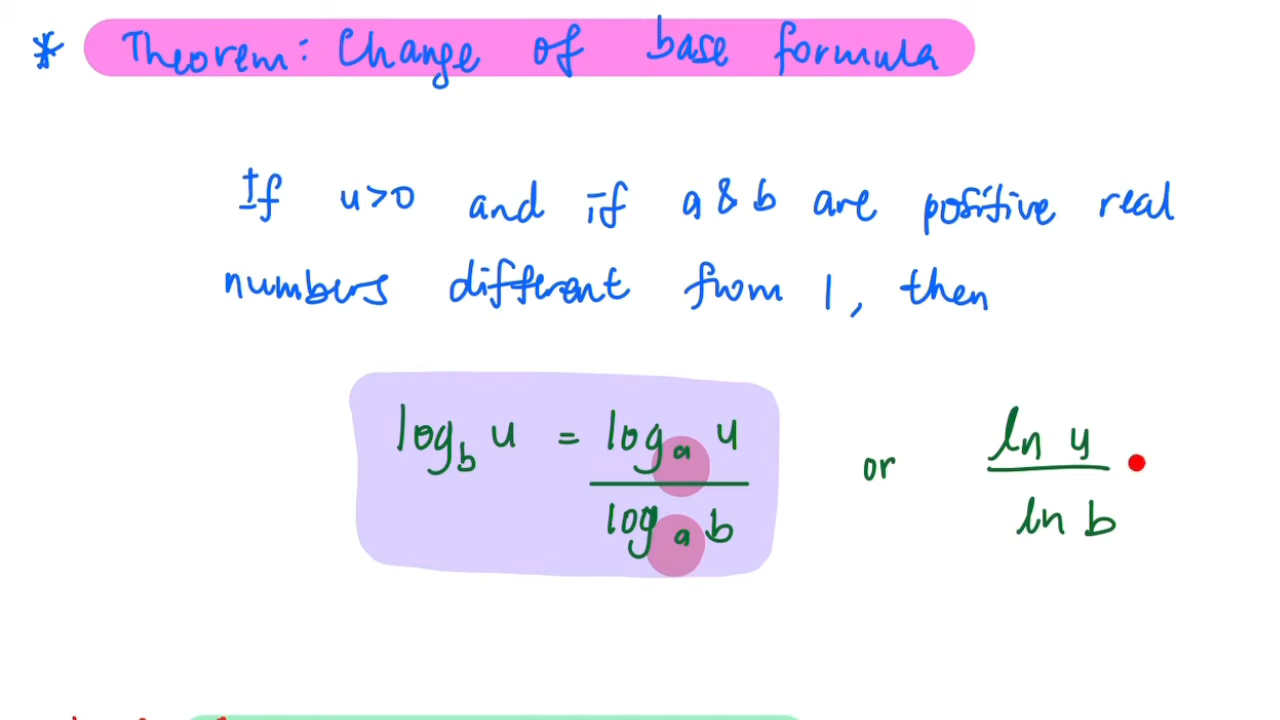 * Theorem: Change of base formula
If u>0 and if a & b are positive real
numbers different from 1, then
log_b u = log_a u / log_a b or ln u / ln b